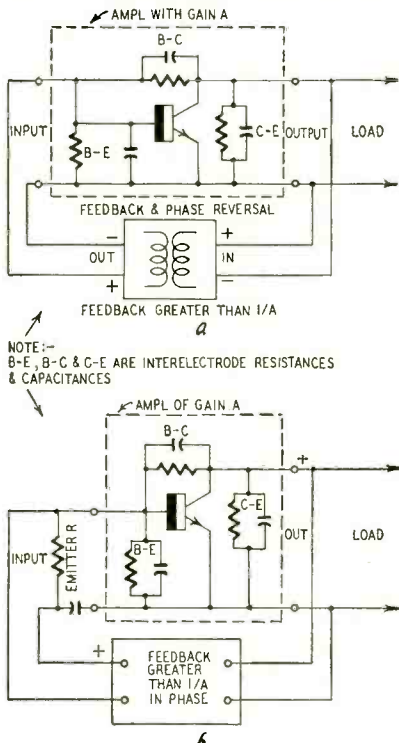 AMPL WITH GAIN A
B-C
INPUT
B-E
C-E
OUTPUT
LOAD
FEEDBACK & PHASE REVERSAL
− +
OUT IN
+ −
FEEDBACK GREATER THAN 1/A
a
NOTE:-
B-E, B-C & C-E ARE INTERELECTRODE RESISTANCES
& CAPACITANCES
AMPL OF GAIN A
B-C
+
INPUT
EMITTER R
B-E
C-E
OUT
LOAD
+
FEEDBACK
GREATER
THAN 1/A
IN PHASE
b